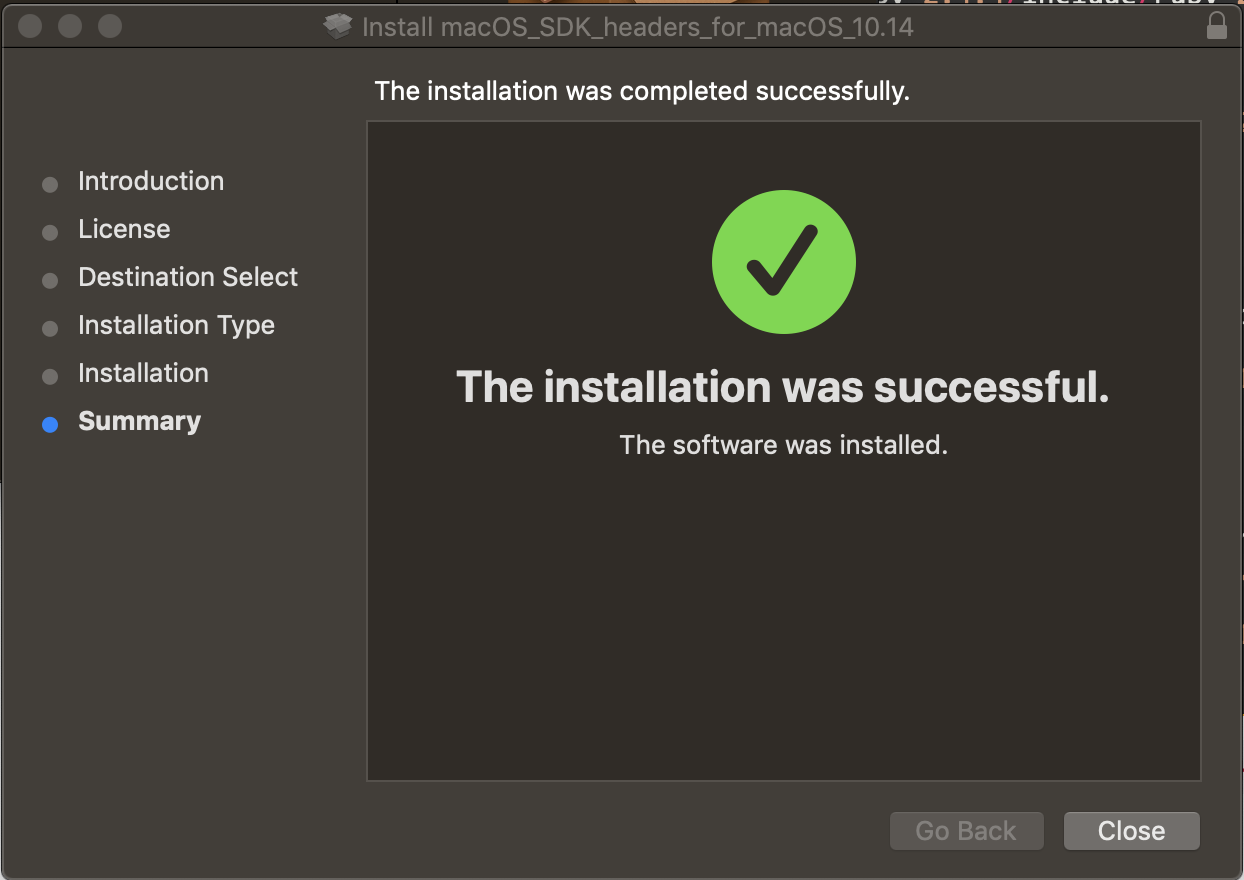 Install macOS_SDK_headers_for_macOS_10.14
The installation was completed successfully.
Introduction
License
Destination Select
Installation Type
Installation
Summary
The installation was successful.
The software was installed.
Go Back
Close